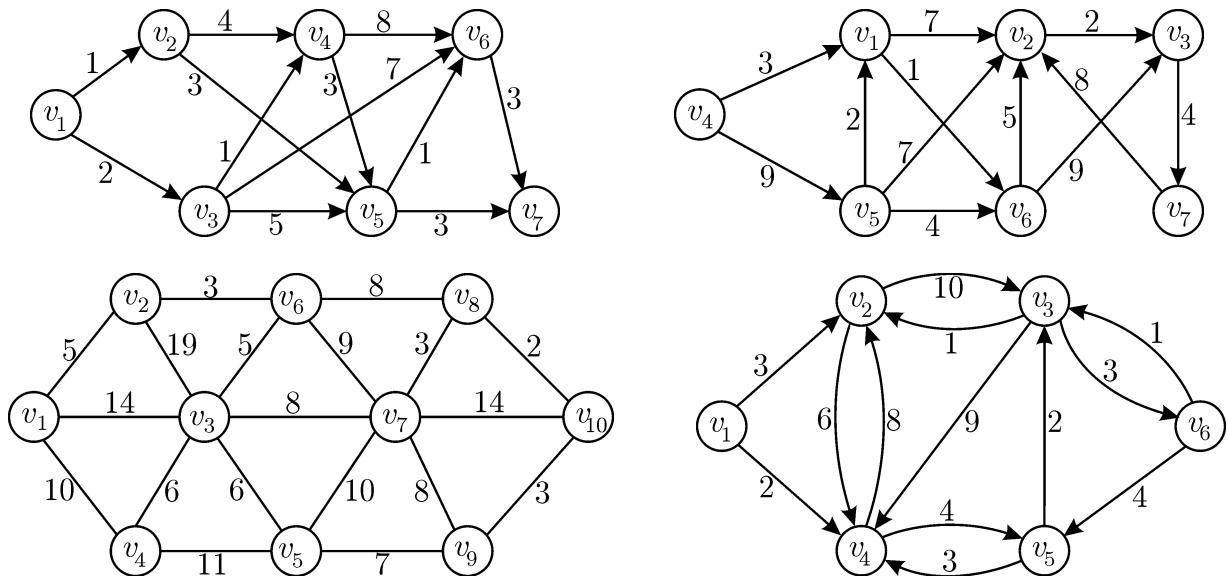 4 8
v2 v4 v6
1 3 3 7 3
v1
2 1 1
v3 5 v5 3 v7
7 2
v1 v2 v3
3 1 8
v4 2 7 5 9 4
9
v5 4 v6 v7
3 8
v2 v6 v8
5 19 5 9 3 2
v1 14 v3 8 v7 14 v10
10 6 6 10 8 3
v4 11 v5 7 v9
v2 10 v3
3 1 3 1
v1 6 8 9 2 v6
2 4 4
v4 3 v5